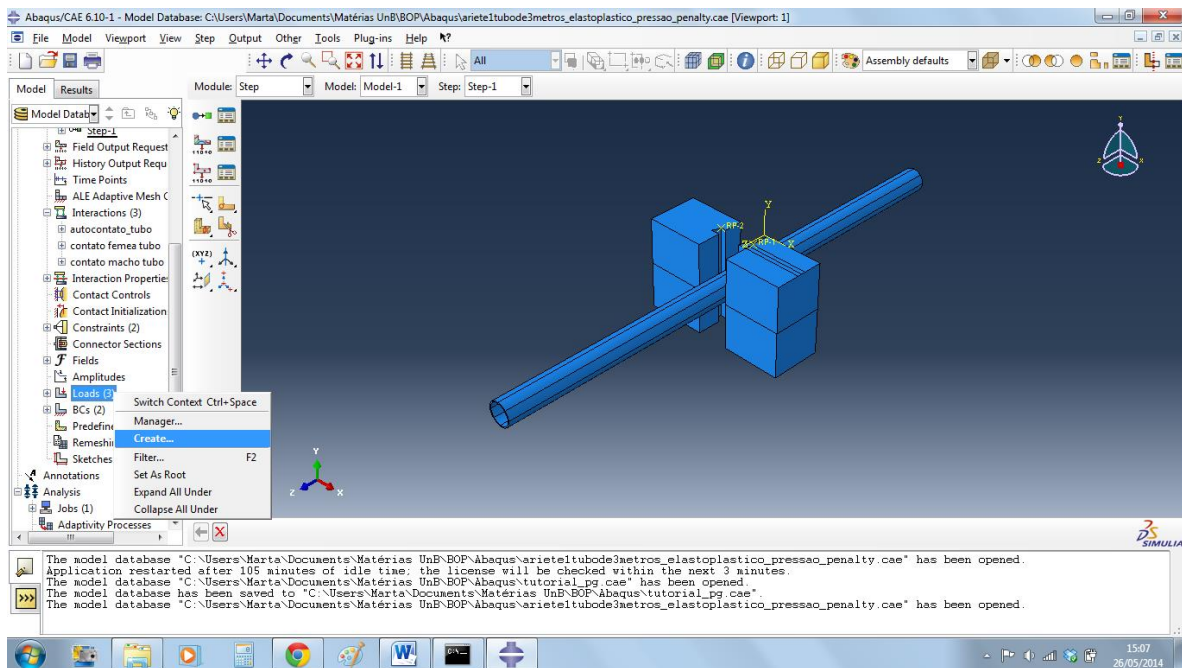 Abaqus/CAE 6.10-1 - Model Database: C:\Users\Marta\Documents\Matérias UnB\BOP\Abaqus\ariete1tubode3metros_elastoplastico_pressao_penalty.cae [Viewport: 1]
File Model Viewport View Step Output Other Tools Plug-ins Help
All
Assembly defaults
Model Results
Module: Step Model: Model-1 Step: Step-1
Model Datab
Step-1
Field Output Request
History Output Requ
Time Points
ALE Adaptive Mesh C
Interactions (3)
autocontato_tubo
contato femea tubo
contato macho tubo
Interaction Propertie
Contact Controls
Contact Initialization
Constraints (2)
Connector Sections
Fields
Amplitudes
Loads (3)
BCs (2)
Predefine
Remeshi
Sketches
Annotations
Analysis
Jobs (1)
Adaptivity Processes
Switch Context Ctrl+Space
Manager...
Create...
Filter... F2
Set As Root
Expand All Under
Collapse All Under
(XYZ)
Y
Z X
Y
RP-2
Z RP-1 X
Y
Z X
SIMULIA
The model database "C:\Users\Marta\Documents\Matérias UnB\BOP\Abaqus\ariete1tubode3metros_elastoplastico_pressao_penalty.cae" has been opened.
Application restarted after 105 minutes of idle time; the license will be checked within the next 3 minutes.
The model database "C:\Users\Marta\Documents\Matérias UnB\BOP\Abaqus\tutorial_pg.cae" has been opened.
The model database has been saved to "C:\Users\Marta\Documents\Matérias UnB\BOP\Abaqus\tutorial_pg.cae".
The model database "C:\Users\Marta\Documents\Matérias UnB\BOP\Abaqus\ariete1tubode3metros_elastoplastico_pressao_penalty.cae" has been opened.
15:07
26/05/2014